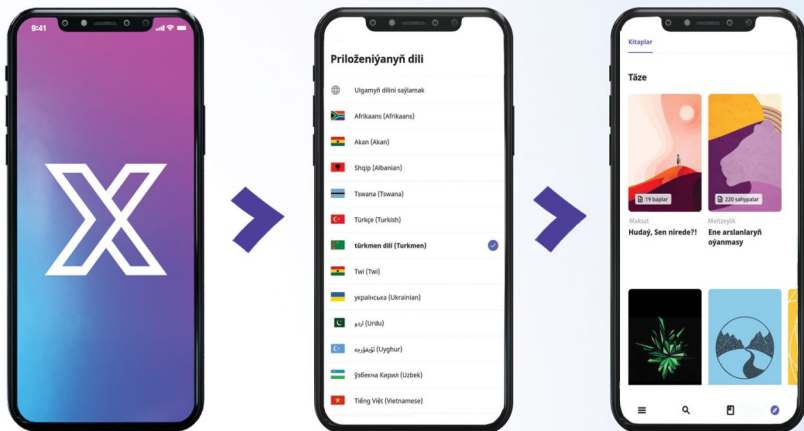 9:41
X
Priloženiýanyň dili
Ulgamyň dilini saýlamak
Afrikaans (Afrikaans)
Akan (Akan)
Shqip (Albanian)
Tswana (Tswana)
Türkçe (Turkish)
türkmen dili (Turkmen)
Twi (Twi)
українська (Ukrainian)
اردو (Urdu)
ئۇيغۇرچە (Uyghur)
ўзбекча Кирил (Uzbek)
Tiếng Việt (Vietnamese)
Kitaplar
Täze
19 baplar
220 sahypalar
Maksat
Meňzeşlik
Hudaý, Sen nirede?!
Ene arslanlaryň
oýanmasy